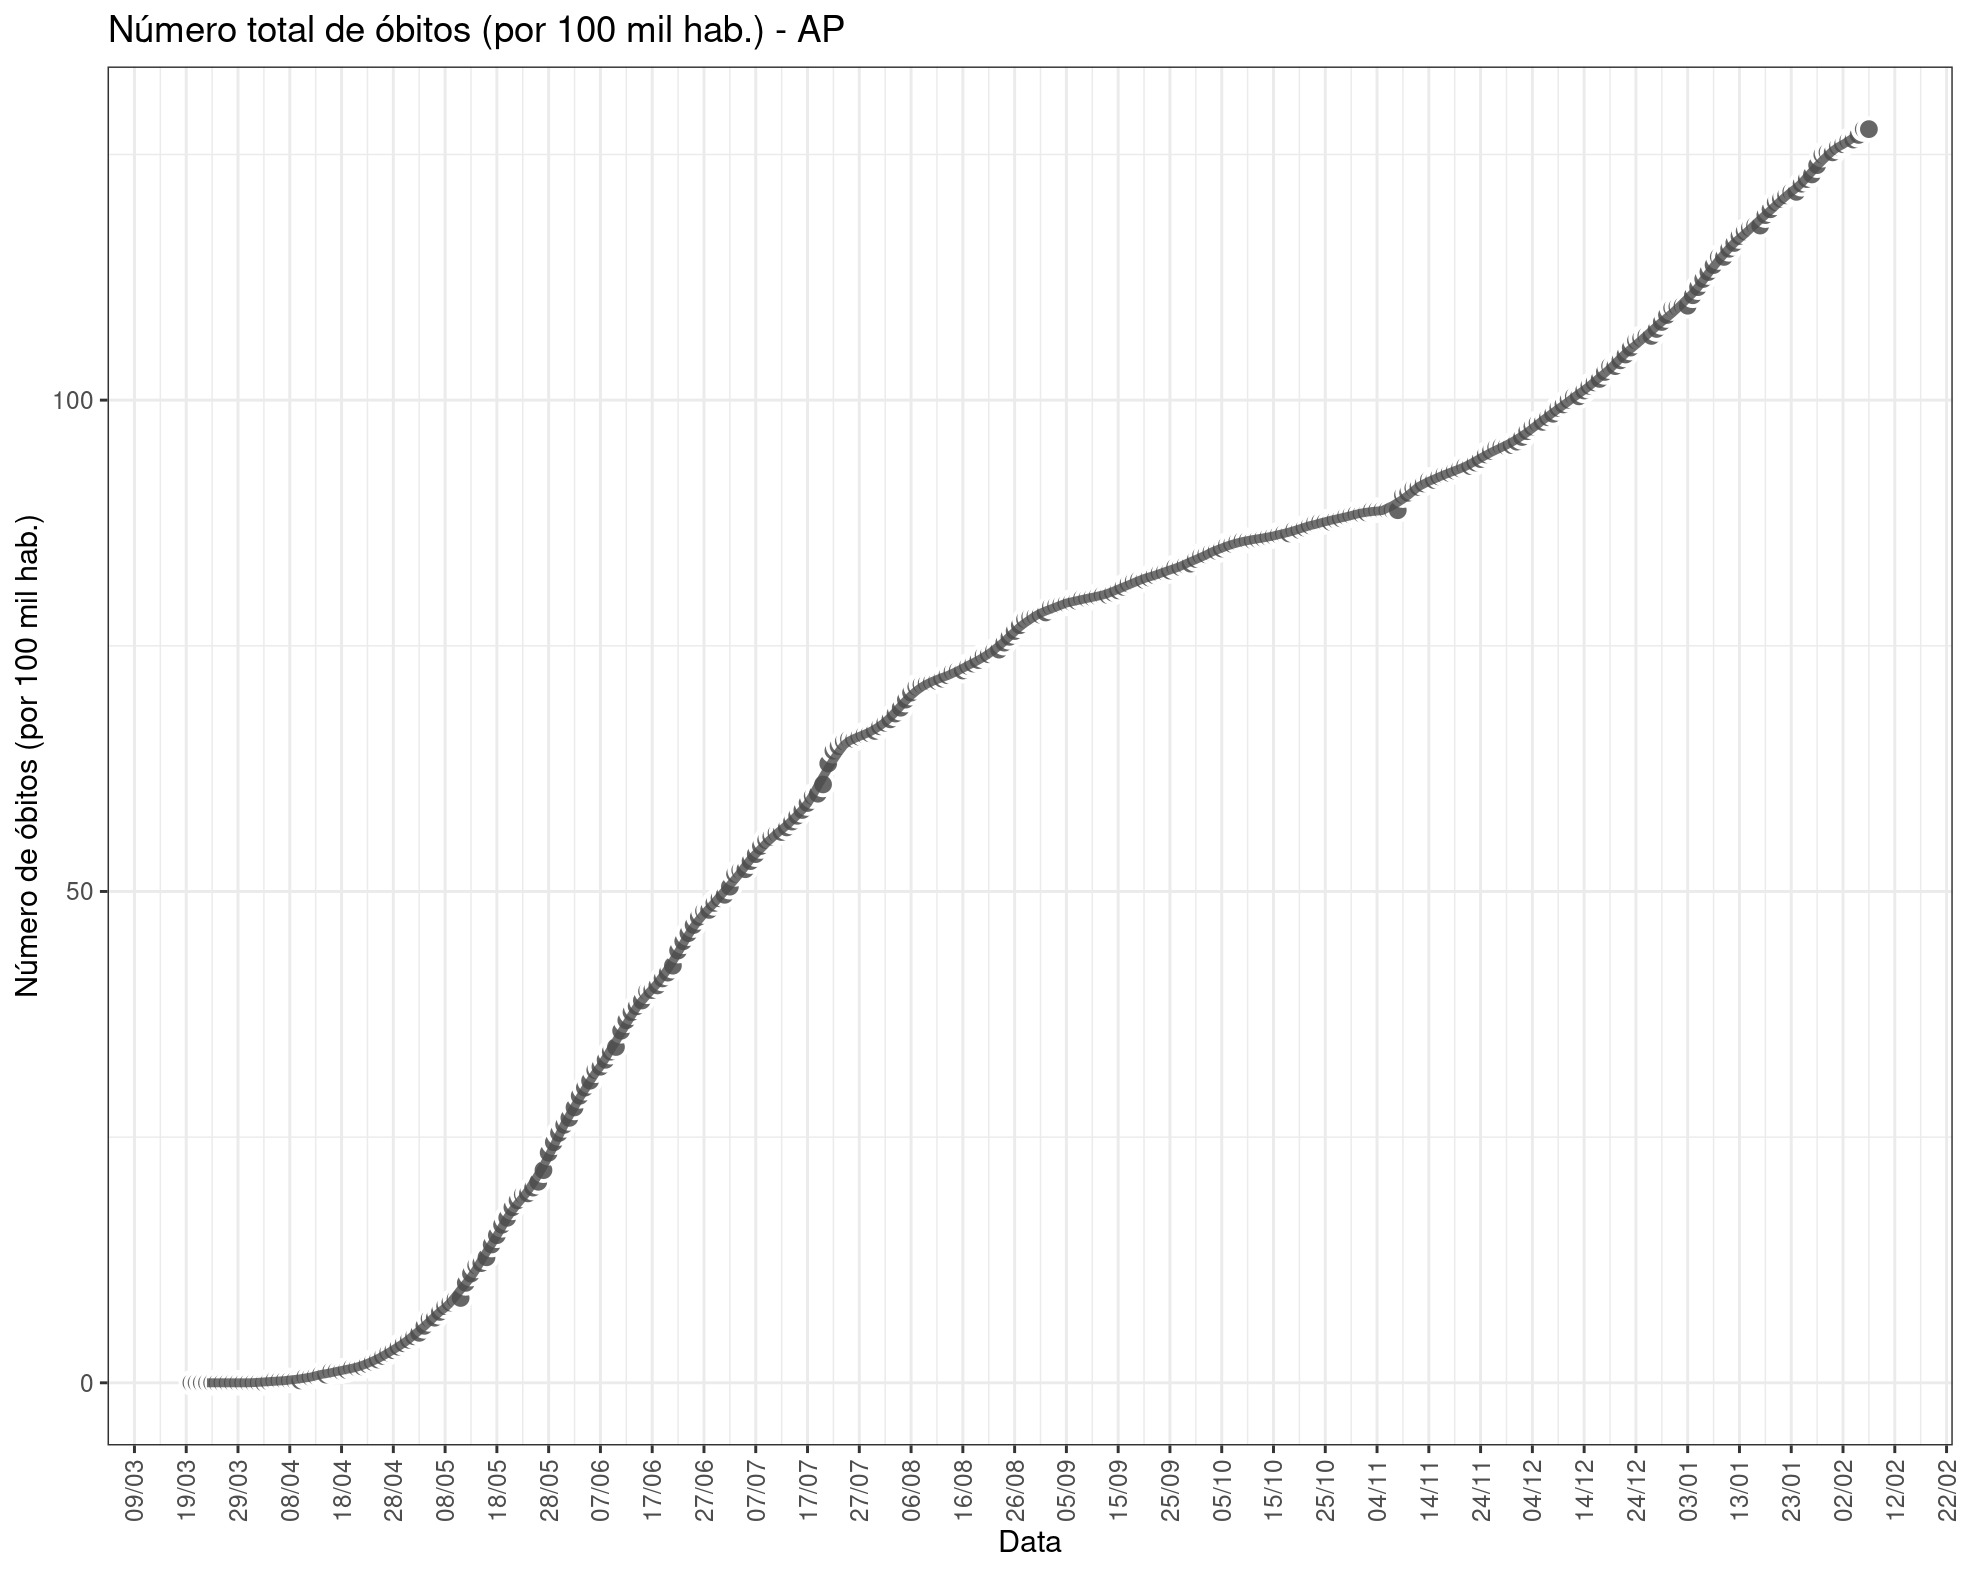 Número total de óbitos (por 100 mil hab.) - AP
Número de óbitos (por 100 mil hab.)
100
50
0
09/03 19/03 29/03 08/04 18/04 28/04 08/05 18/05 28/05 07/06 17/06 27/06 07/07 17/07 27/07 06/08 16/08 26/08 05/09 15/09 25/09 05/10 15/10 25/10 04/11 14/11 24/11 04/12 14/12 24/12 03/01 13/01 23/01 02/02 12/02 22/02
Data